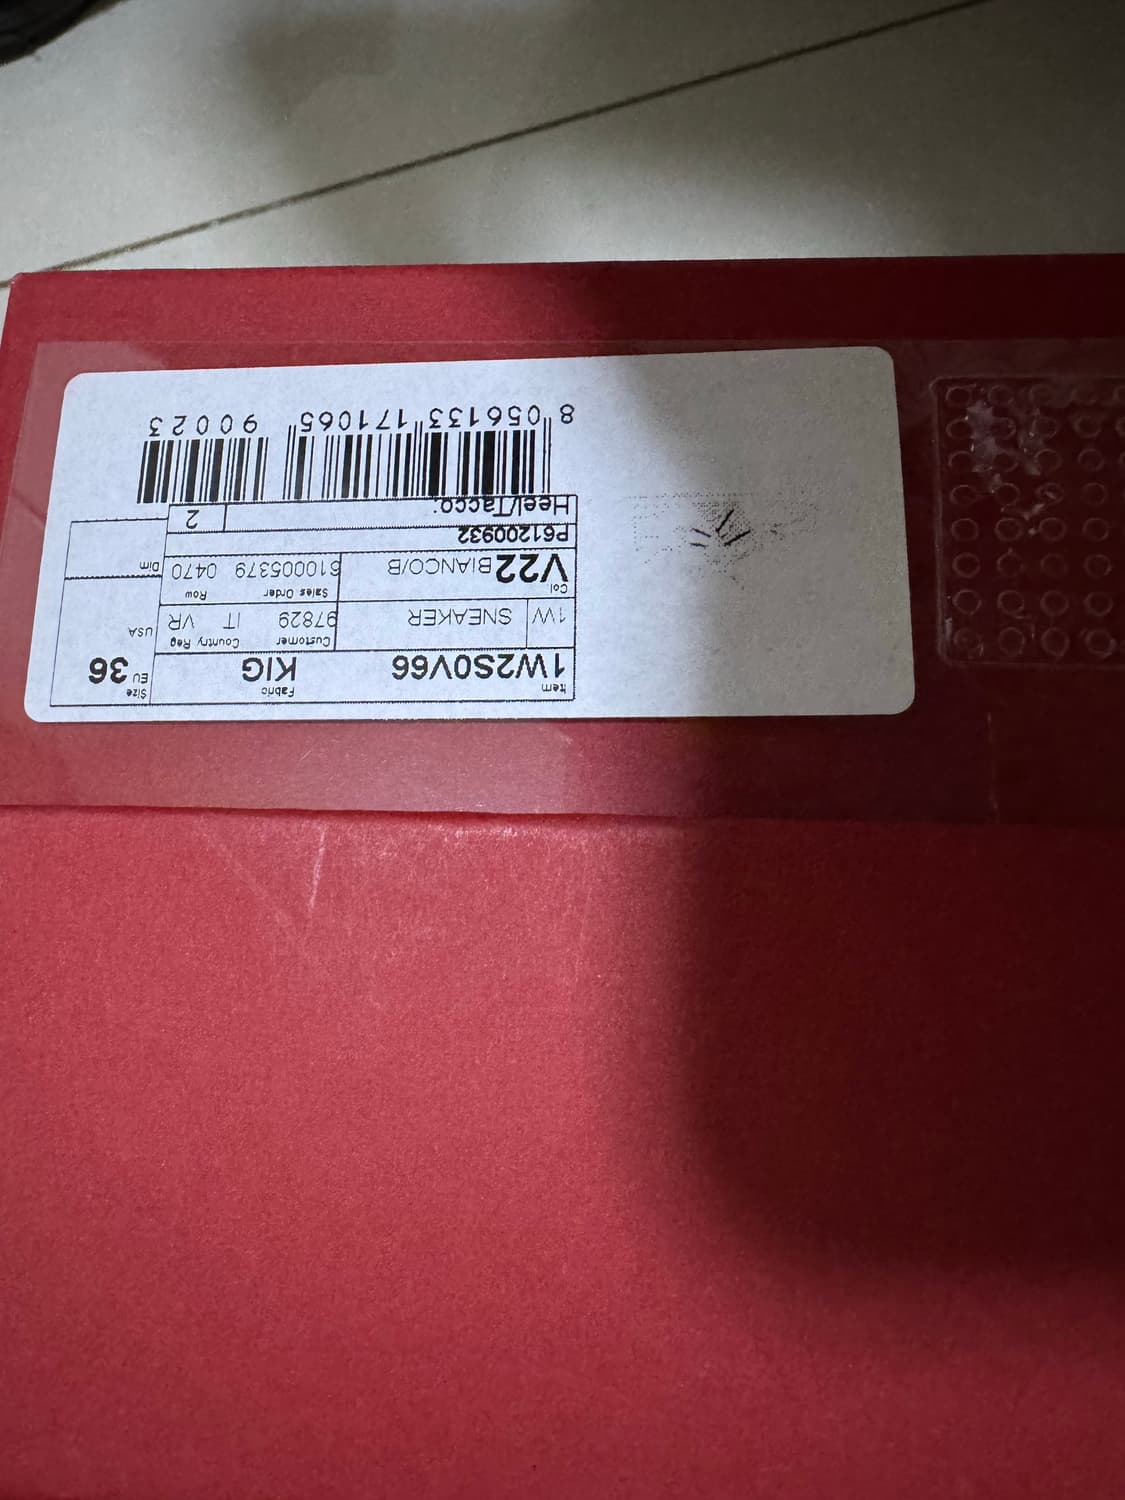 Item 1W2S0V66 Fabric KIG Size EU 36
1W SNEAKER Customer 97829 Country IT Reg VR USA
Col V22 BIANCO/B Sales Order 610005379 Row 0470 Dim
P61200932
Heel/Tacco: 2
8 056133 171065 90023